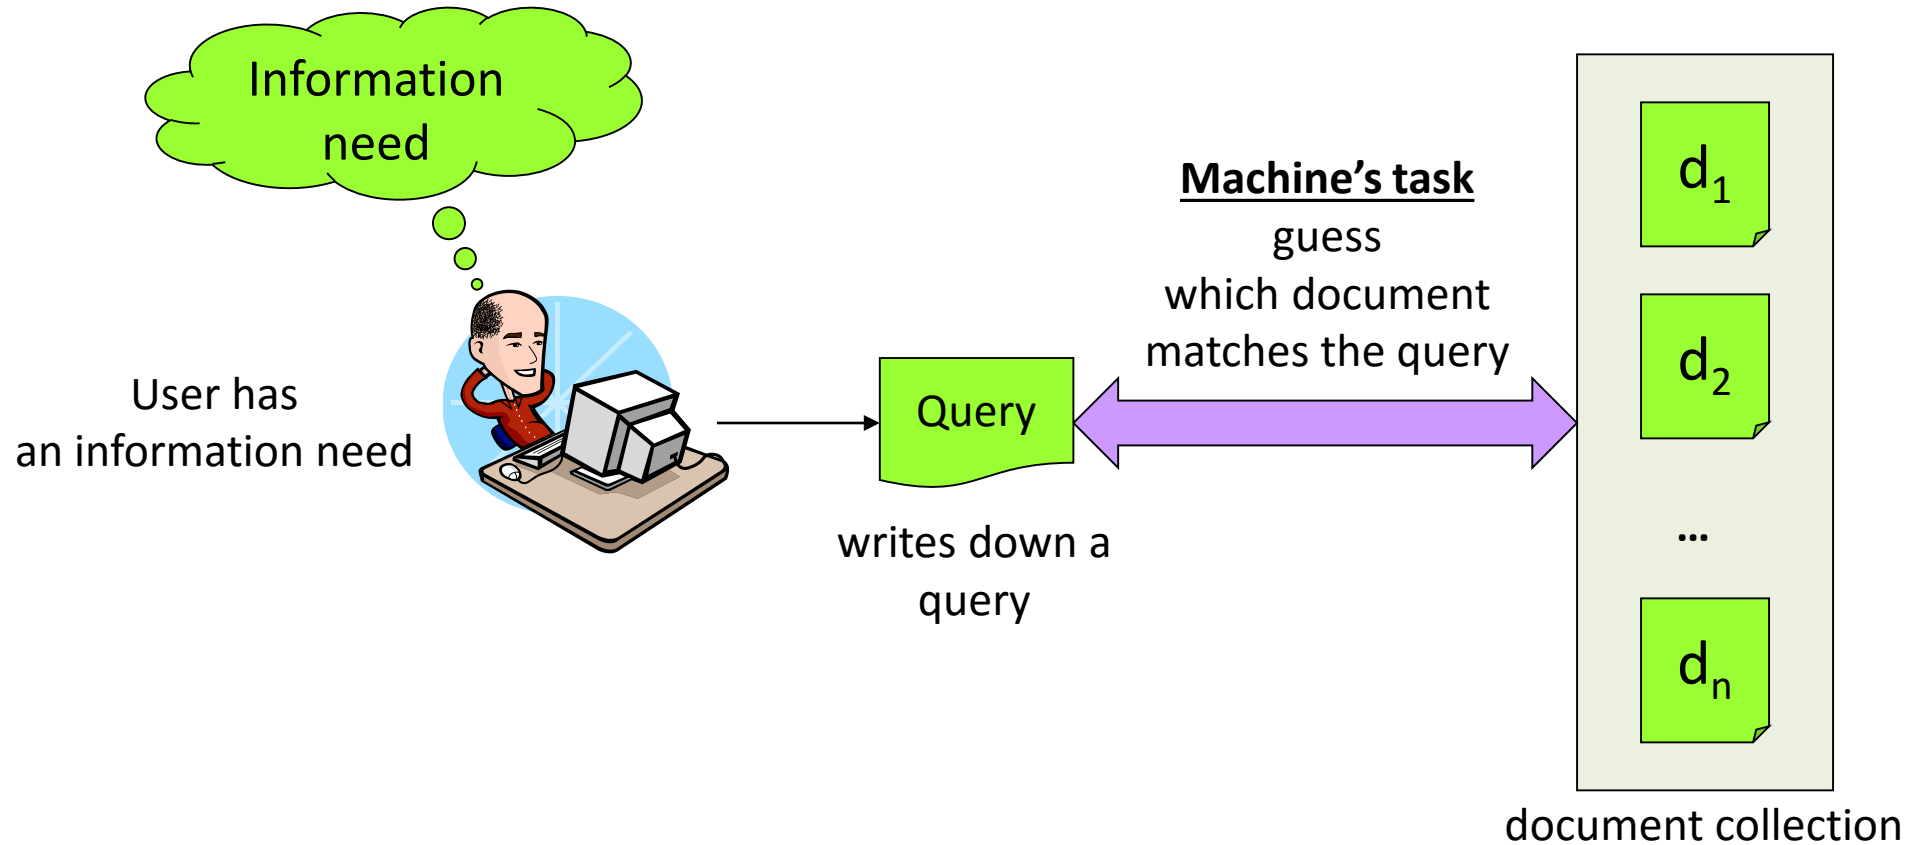 Information
need
User has
an information need
Query
writes down a
query
Machine’s task
guess
which document
matches the query
d1
d2
...
dn
document collection